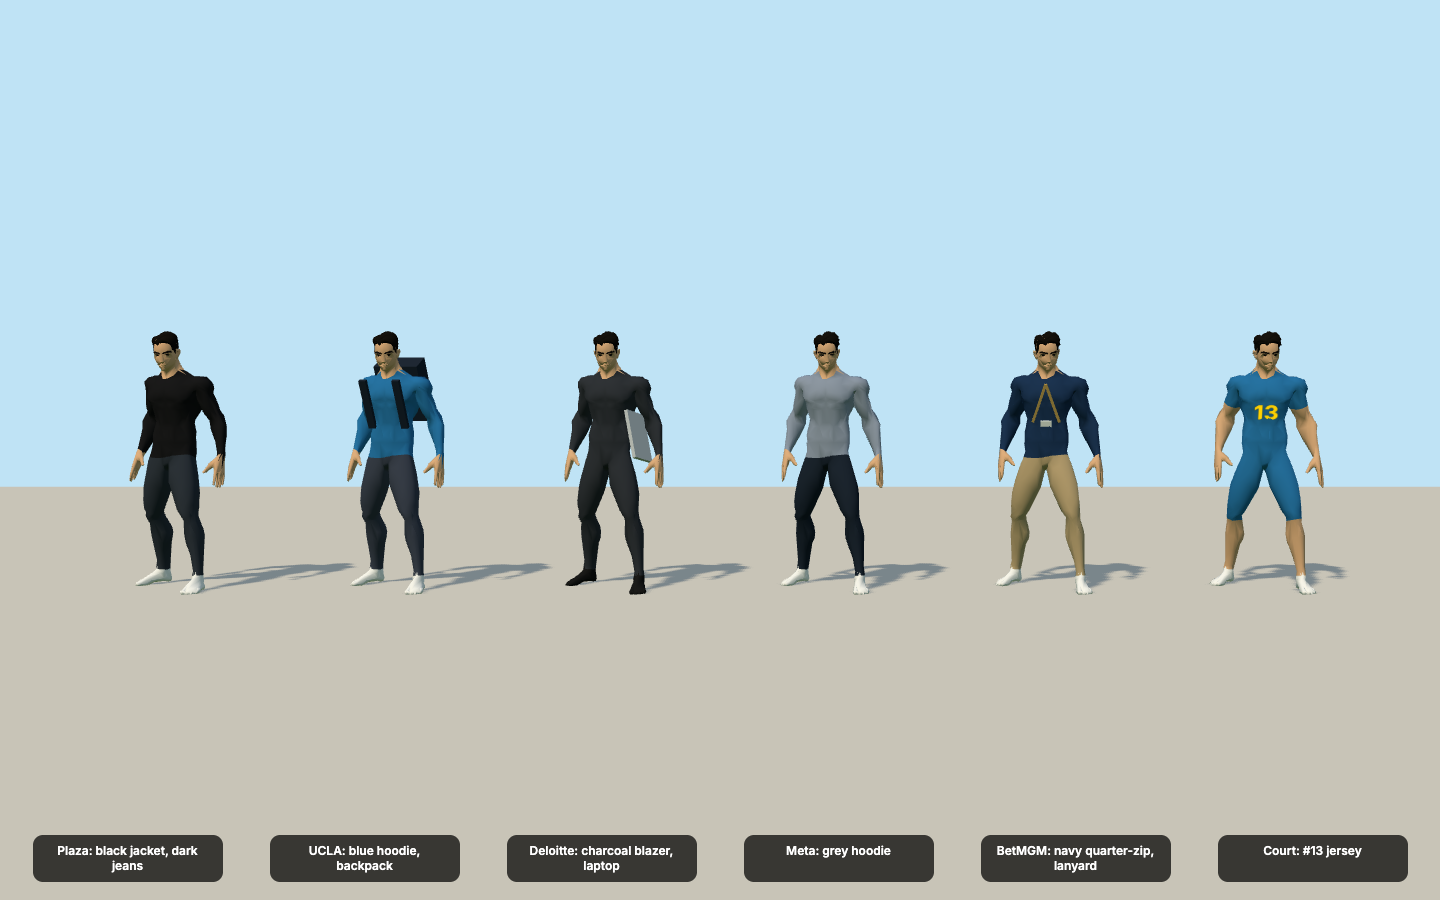 13
Plaza: black jacket, dark
jeans
UCLA: blue hoodie,
backpack
Deloitte: charcoal blazer,
laptop
Meta: grey hoodie
BetMGM: navy quarter-zip,
lanyard
Court: #13 jersey